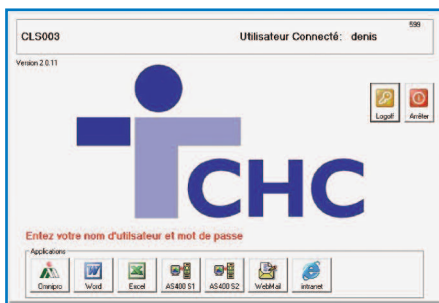 599
CLS003 Utilisateur Connecté: denis
Version 2.0.11
Logoff Arrêter
CHC
Entez votre nom d'utilsateur et mot de passe
Applications
Omnipro Word Excel AS400 S1 AS400 S2 WebMail intranet